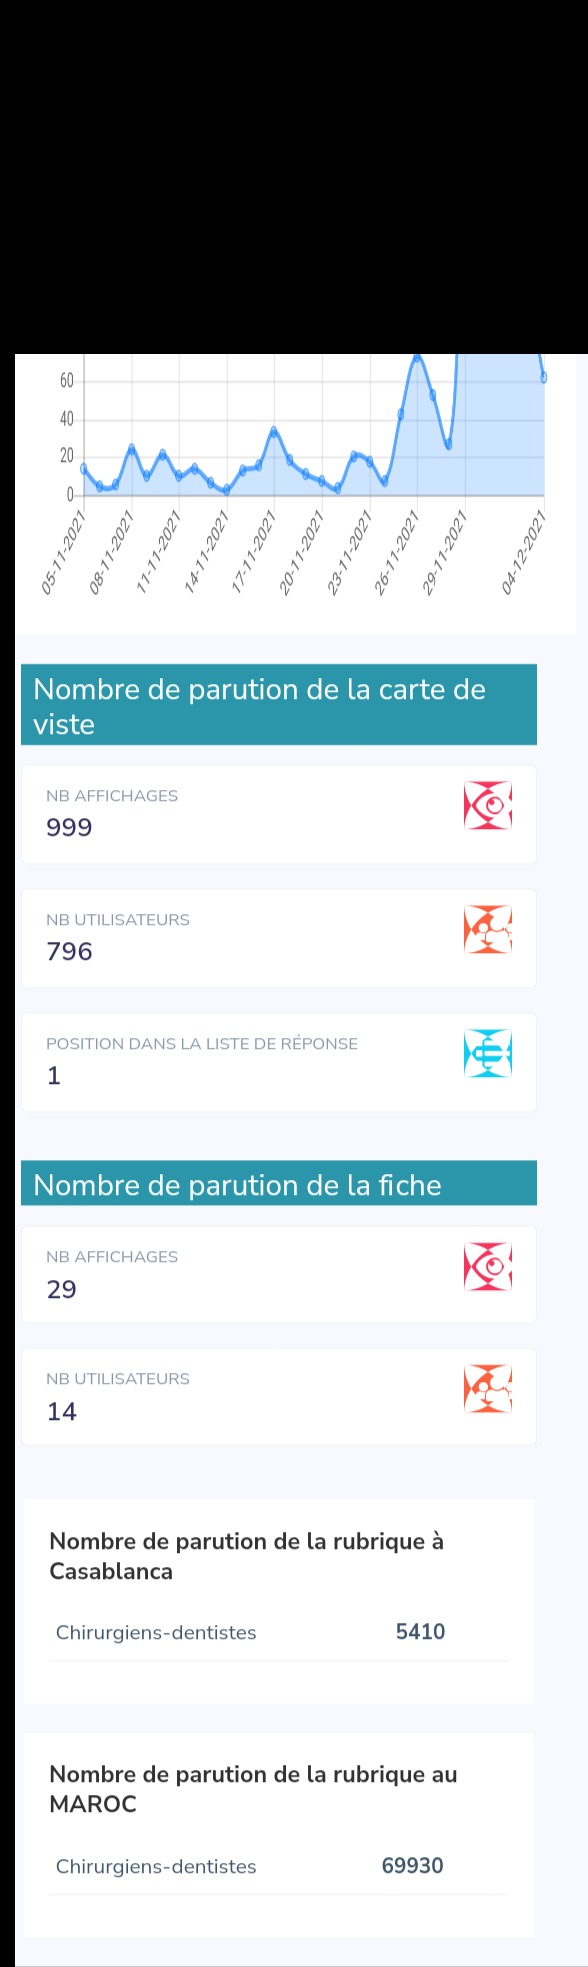 60
40
20
0
05-11-2021
08-11-2021
11-11-2021
14-11-2021
17-11-2021
20-11-2021
23-11-2021
26-11-2021
29-11-2021
04-12-2021
Nombre de parution de la carte de
viste
NB AFFICHAGES
999
NB UTILISATEURS
796
POSITION DANS LA LISTE DE RÉPONSE
1
Nombre de parution de la fiche
NB AFFICHAGES
29
NB UTILISATEURS
14
Nombre de parution de la rubrique à
Casablanca
Chirurgiens-dentistes 5410
Nombre de parution de la rubrique au
MAROC
Chirurgiens-dentistes 69930